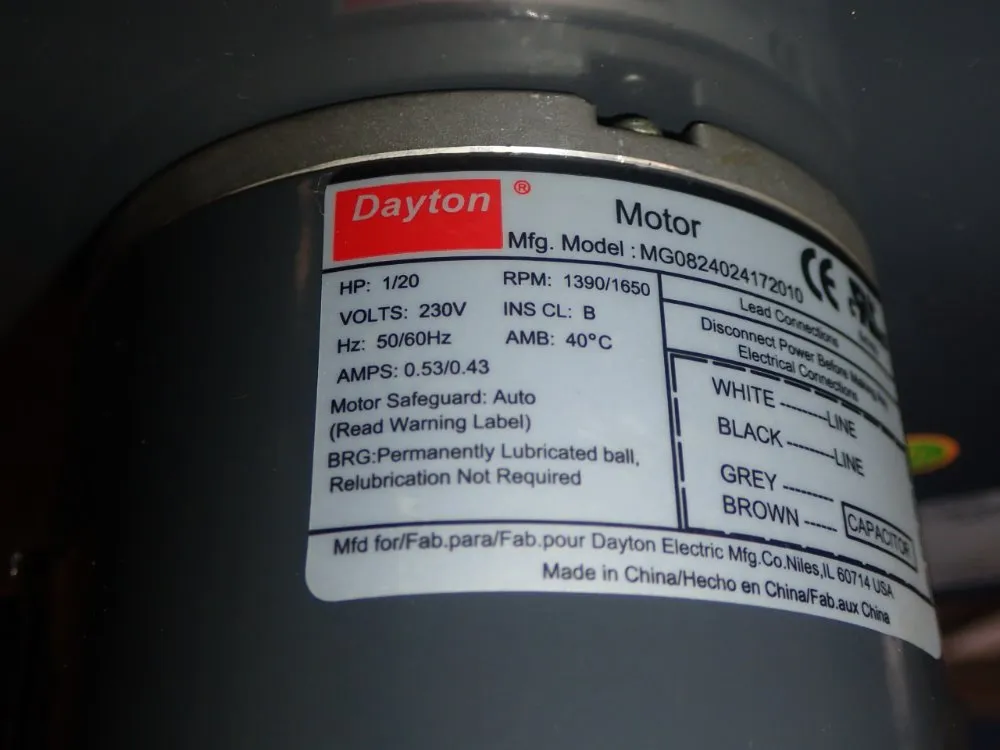 Dayton ®
Motor
Mfg. Model : MG0824024172010
CE
HP: 1/20
RPM: 1390/1650
VOLTS: 230V
INS CL: B
Hz: 50/60Hz
AMB: 40°C
AMPS: 0.53/0.43
Motor Safeguard: Auto
(Read Warning Label)
BRG:Permanently Lubricated ball,
Relubrication Not Required
Lead Connections
Disconnect Power Before Making
Electrical Connections
WHITE --------LINE
BLACK --------LINE
GREY --------
BROWN ----- CAPACITOR
Mfd for/Fab.para/Fab.pour Dayton Electric Mfg.Co.Niles,IL 60714 USA
Made in China/Hecho en China/Fab.aux China